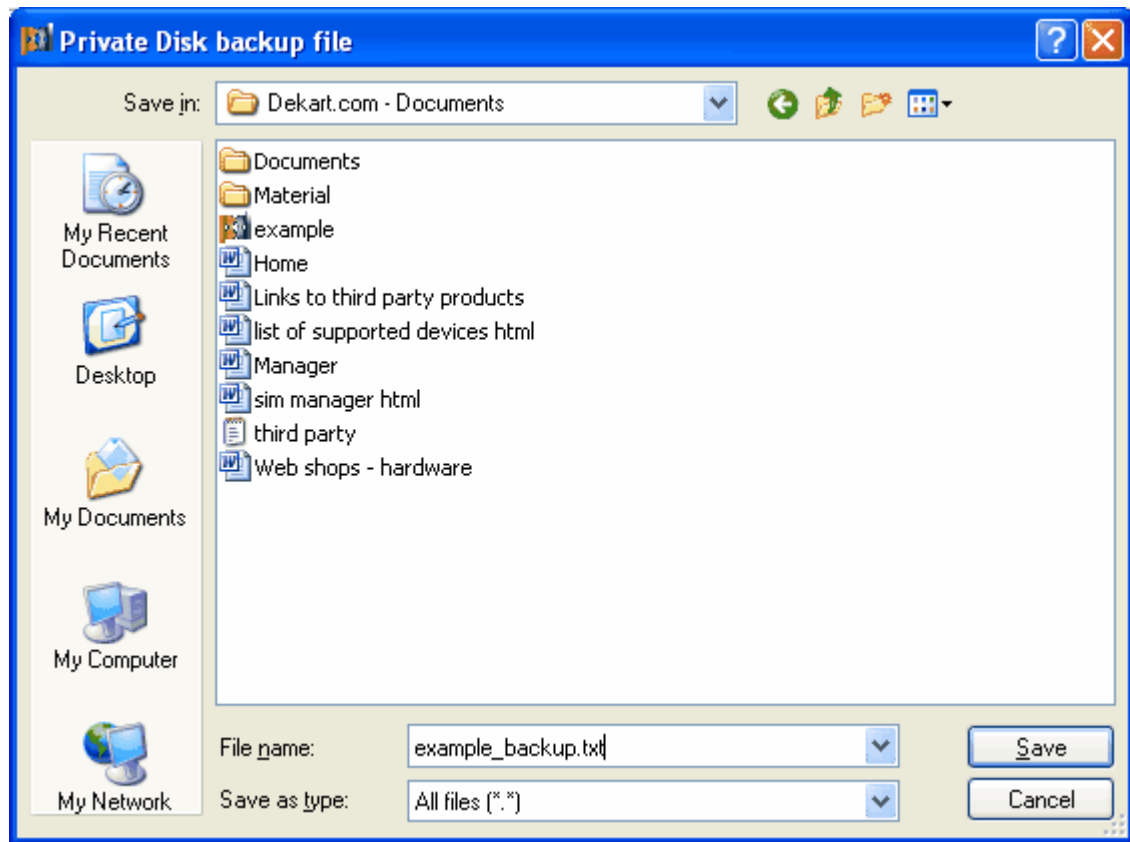 Private Disk backup file
Save in:
Dekart.com - Documents
My Recent
Documents
Desktop
My Documents
My Computer
My Network
Documents
Material
example
Home
Links to third party products
list of supported devices html
Manager
sim manager html
third party
Web shops - hardware
File name:
example_backup.txt
Save
Save as type:
All files (*.*)
Cancel